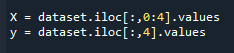 X = dataset.iloc[:,0:4].values
y = dataset.iloc[:,4].values